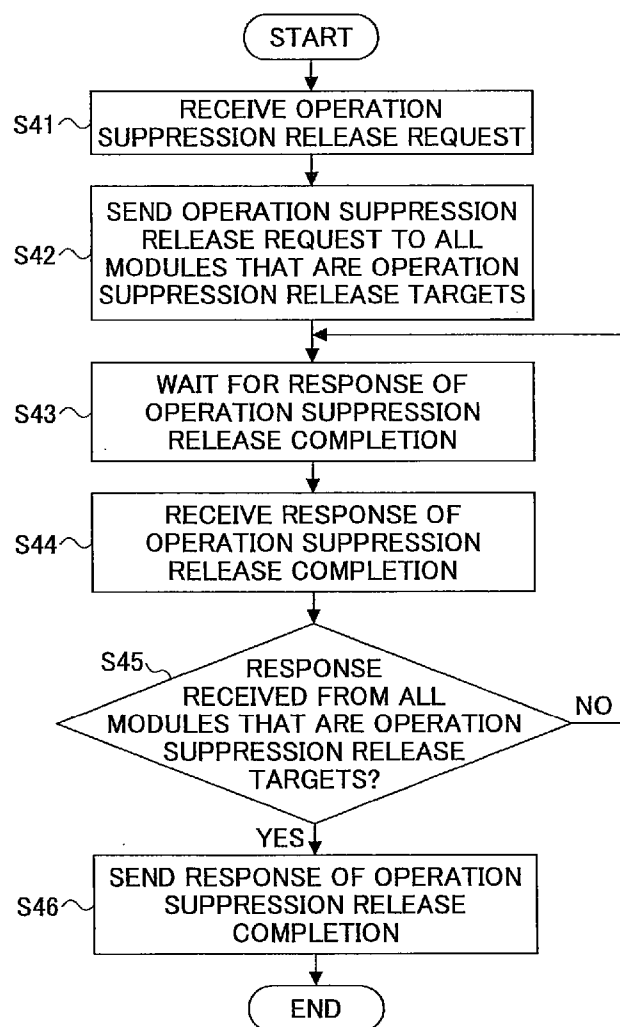 START
S41
RECEIVE OPERATION
SUPPRESSION RELEASE REQUEST
S42
SEND OPERATION SUPPRESSION
RELEASE REQUEST TO ALL
MODULES THAT ARE OPERATION
SUPPRESSION RELEASE TARGETS
S43
WAIT FOR RESPONSE OF
OPERATION SUPPRESSION
RELEASE COMPLETION
S44
RECEIVE RESPONSE OF
OPERATION SUPPRESSION
RELEASE COMPLETION
S45
RESPONSE
RECEIVED FROM ALL
MODULES THAT ARE OPERATION
SUPPRESSION RELEASE
TARGETS?
NO
YES
S46
SEND RESPONSE OF OPERATION
SUPPRESSION RELEASE
COMPLETION
END